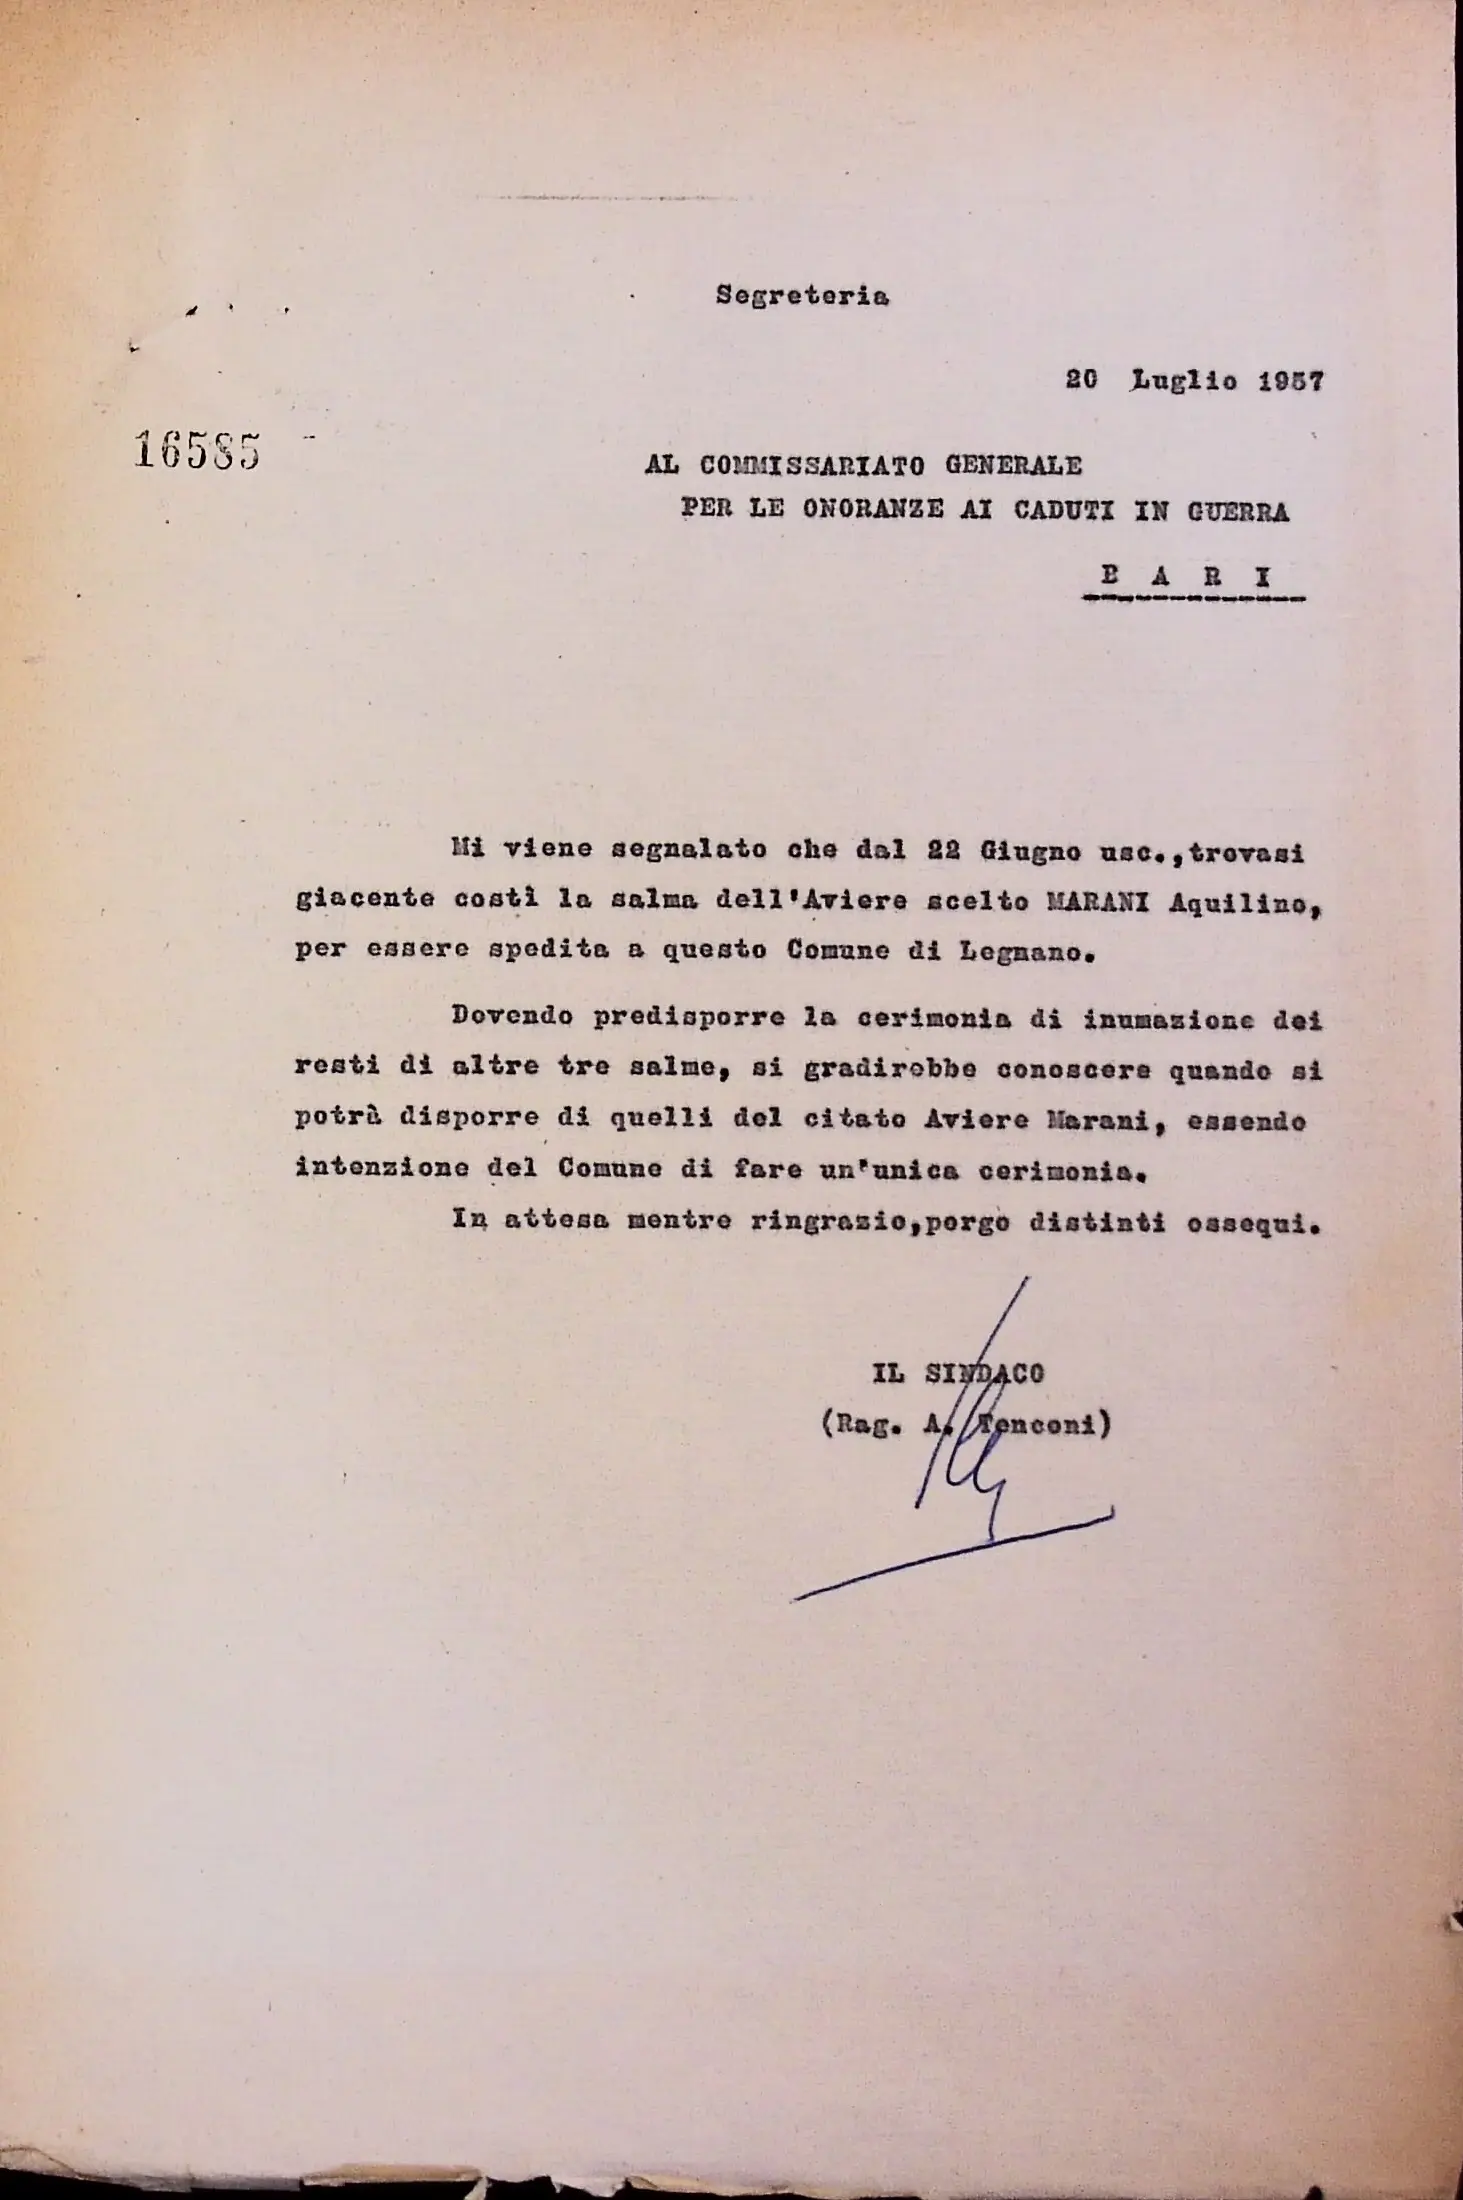 Segreteria
20 Luglio 1957
16585 -
AL COMMISSARIATO GENERALE
PER LE ONORANZE AI CADUTI IN GUERRA
B A R I
Mi viene segnalato che dal 22 Giugno usc.,trovasi
giacente costì la salma dell'Aviere scelto MARANI Aquilino,
per essere spedita a questo Comune di Legnano.
Dovendo predisporre la cerimonia di inumazione dei
resti di altre tre salme, si gradirebbe conoscere quando si
potrà disporre di quelli del citato Aviere Marani, essendo
intenzione del Comune di fare un'unica cerimonia.
In attesa mentre ringrazio,porgo distinti ossequi.
IL SINDACO
(Rag. A. Tenconi)